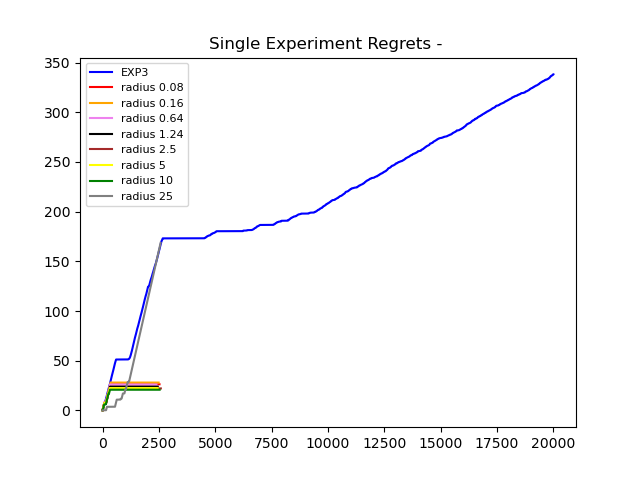 Single Experiment Regrets -
350
300
250
200
150
100
50
0
EXP3
radius 0.08
radius 0.16
radius 0.64
radius 1.24
radius 2.5
radius 5
radius 10
radius 25
0 2500 5000 7500 10000 12500 15000 17500 20000